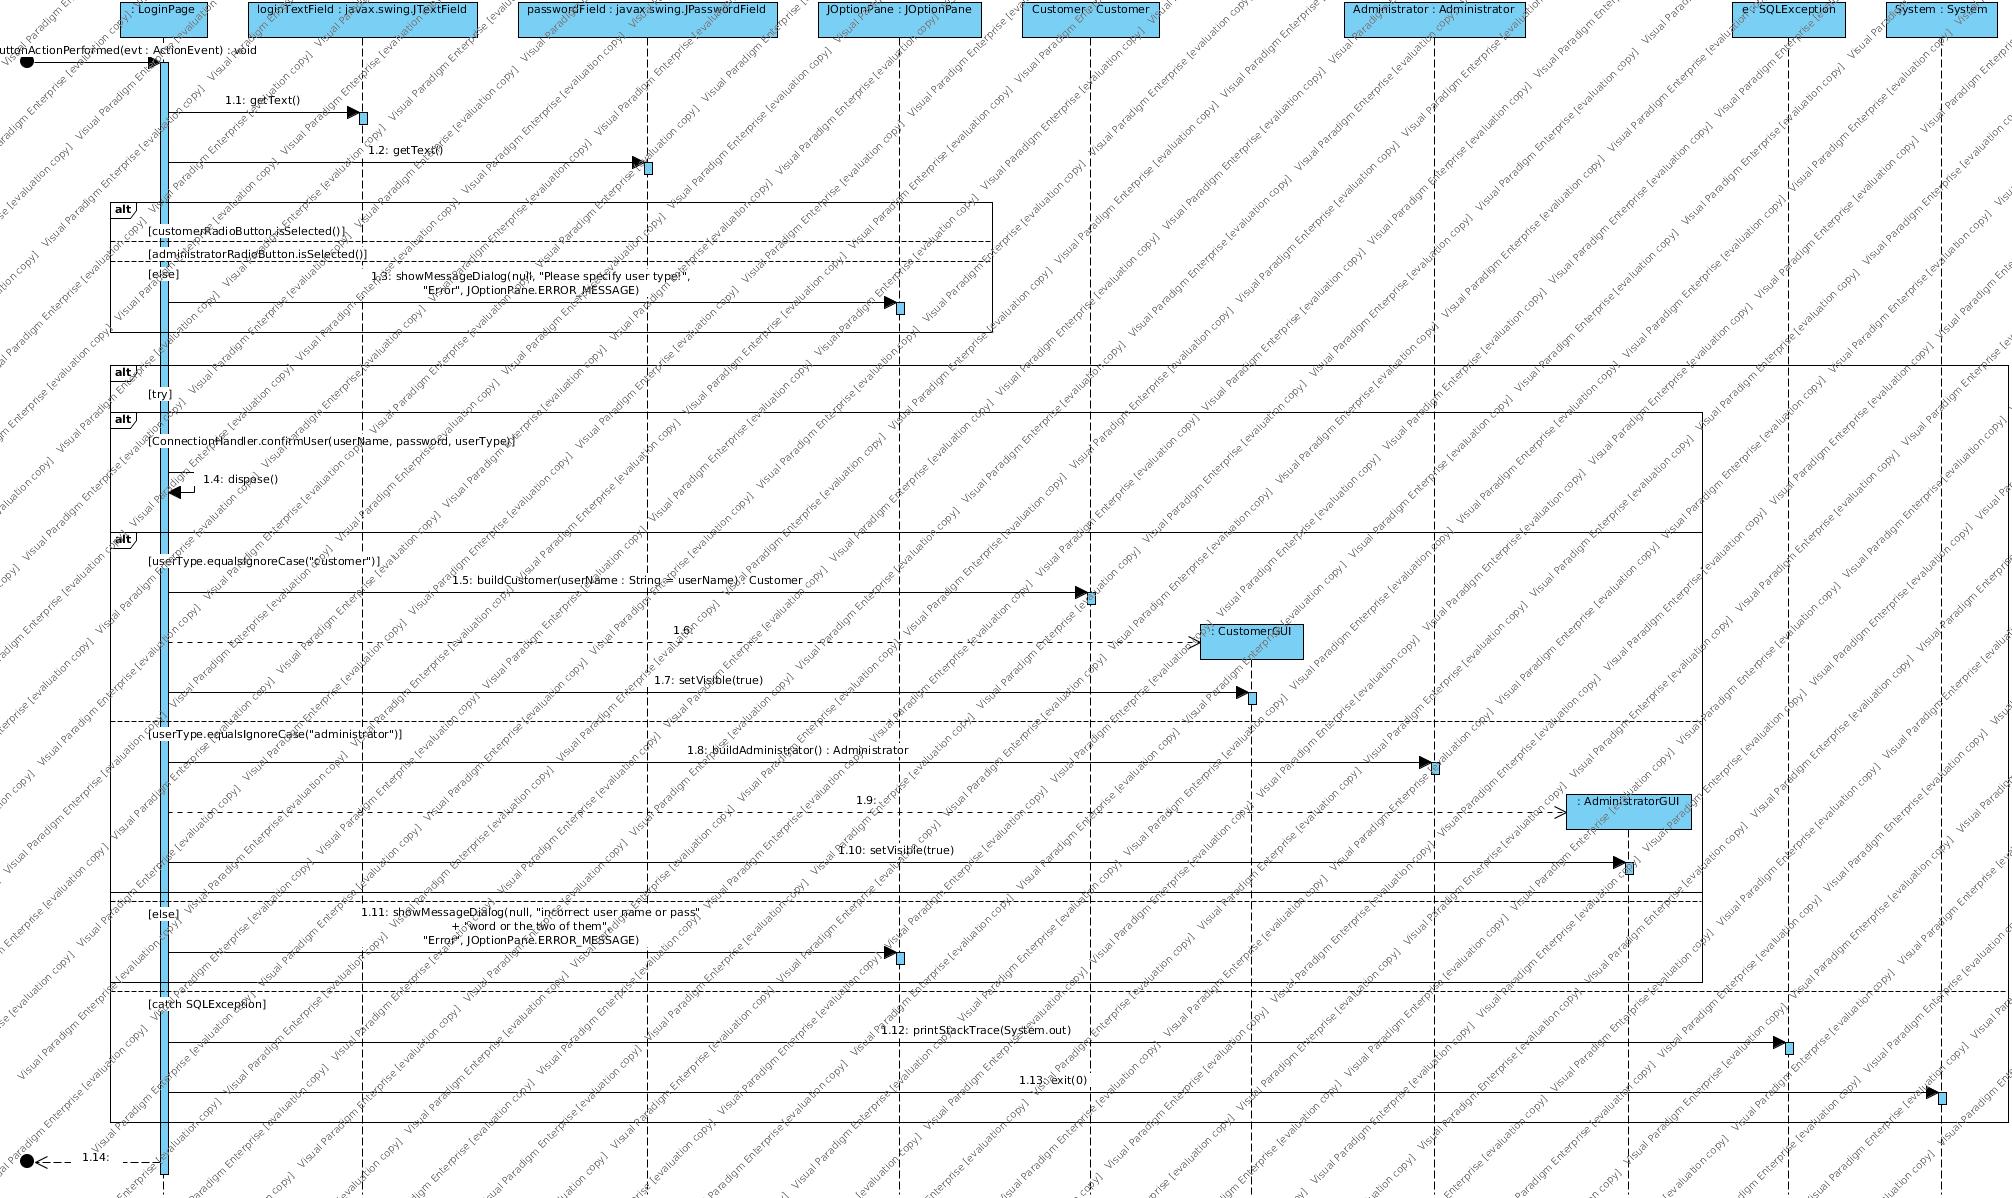 : LoginPage
loginTextField : javax.swing.JTextField
passwordField : javax.swing.JPasswordField
JOptionPane : JOptionPane
Customer : Customer
Administrator : Administrator
e : SQLException
System : System
uttonActionPerformed(evt : ActionEvent) : void
1.1: getText()
1.2: getText()
alt
[customerRadioButton.isSelected()]
[administratorRadioButton.isSelected()]
[else]
1.3: showMessageDialog(null, "Please specify user type!",
"Error", JOptionPane.ERROR_MESSAGE)
alt
[try]
alt
[ConnectionHandler.confirmUser(userName, password, userType)]
1.4: dispose()
alt
[userType.equalsIgnoreCase("customer")]
1.5: buildCustomer(userName : String = userName) : Customer
1.6:
: CustomerGUI
1.7: setVisible(true)
[userType.equalsIgnoreCase("administrator")]
1.8: buildAdministrator() : Administrator
1.9:
: AdministratorGUI
1.10: setVisible(true)
[else]
1.11: showMessageDialog(null, "incorrect user name or pass"
+ "word or the two of them",
"Error", JOptionPane.ERROR_MESSAGE)
[catch SQLException]
1.12: printStackTrace(System.out)
1.13: exit(0)
1.14:
Visual Paradigm Enterprise [evaluation copy]